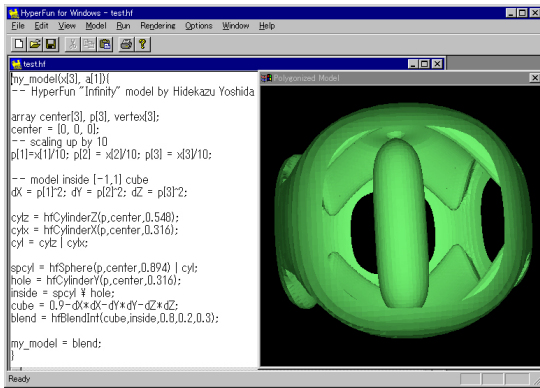 HyperFun for Windows - test.hf
File Edit View Model Run Rendering Options Window Help
test.hf
my_model(x[3], a[1]){
-- HyperFun "Infinity" model by Hidekazu Yoshida
array center[3], p[3], vertex[3];
center = [0, 0, 0];
-- scaling up by 10
p[1]=x[1]/10; p[2] = x[2]/10; p[3] = x[3]/10;
-- model inside [-1,1] cube
dX = p[1]^2; dY = p[2]^2; dZ = p[3]^2;
cylz = hfCylinderZ(p,center,0.548);
cylx = hfCylinderX(p,center,0.316);
cyl = cylz | cylx;
spcyl = hfSphere(p,center,0.894) | cyl;
hole = hfCylinderY(p,center,0.316);
inside = spcyl ¥ hole;
cube = 0.9-dX*dX-dY*dY-dZ*dZ;
blend = hfBlendInt(cube,inside,0.8,0.2,0.3);
my_model = blend;
}
Polygonized Model
Ready